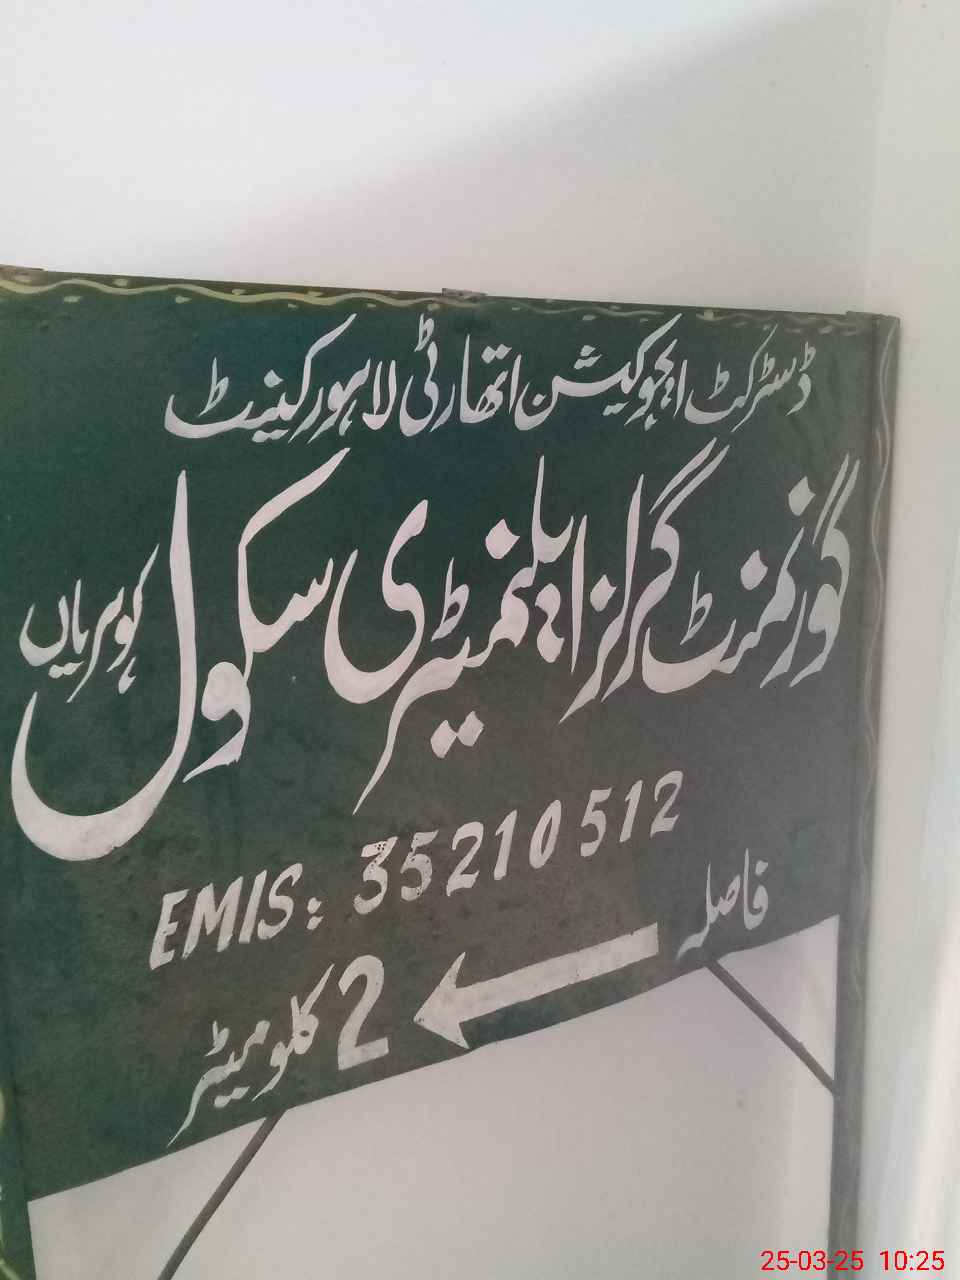 ڈسٹرکٹ ایجوکیشن اتھارٹی لاہور کینٹ
گورنمنٹ گرلز ایلیمنٹری سکول کوہریاں
EMIS: 35210512
فاصلہ
2 کلومیٹر
25-03-25 10:25